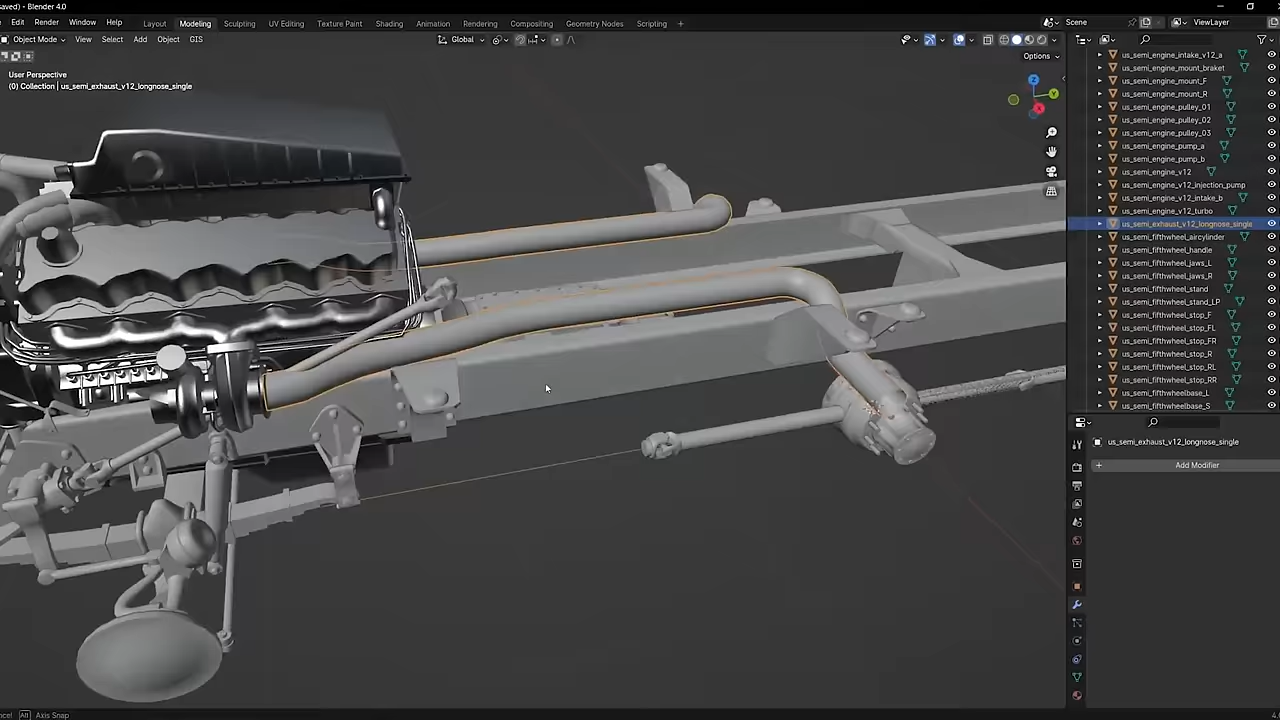 saved) - Blender 4.0
Edit Render Window Help
Layout Modeling Sculpting UV Editing Texture Paint Shading Animation Rendering Compositing Geometry Nodes Scripting +
Scene
ViewLayer
Object Mode View Select Add Object GIS
Global
Options
User Perspective
(0) Collection | us_semi_exhaust_v12_longnose_single
Z
Y
X
us_semi_engine_intake_v12_a
us_semi_engine_mount_braket
us_semi_engine_mount_F
us_semi_engine_mount_R
us_semi_engine_pulley_01
us_semi_engine_pulley_02
us_semi_engine_pulley_03
us_semi_engine_pump_a
us_semi_engine_pump_b
us_semi_engine_v12
us_semi_engine_v12_injection_pump
us_semi_engine_v12_intake_b
us_semi_engine_v12_turbo
us_semi_exhaust_v12_longnose_single
us_semi_fifthwheel_aircylinder
us_semi_fifthwheel_handle
us_semi_fifthwheel_jaws_L
us_semi_fifthwheel_jaws_R
us_semi_fifthwheel_stand
us_semi_fifthwheel_stand_LP
us_semi_fifthwheel_stop_F
us_semi_fifthwheel_stop_FL
us_semi_fifthwheel_stop_FR
us_semi_fifthwheel_stop_R
us_semi_fifthwheel_stop_RL
us_semi_fifthwheel_stop_RR
us_semi_fifthwheelbase_L
us_semi_fifthwheelbase_S
us_semi_exhaust_v12_longnose_single
+ Add Modifier
ncel Alt Axis Snap